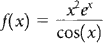 f(x) = x²eˣ / cos(x)